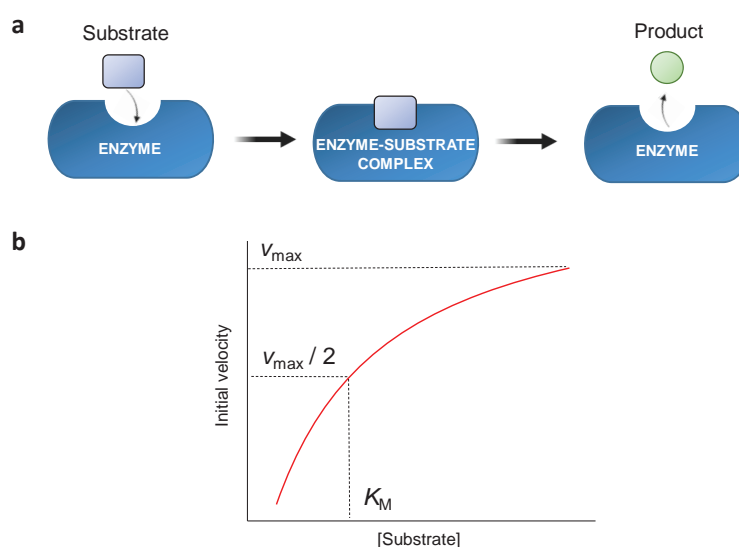 a
Substrate
Product
ENZYME
ENZYME-SUBSTRATE
COMPLEX
ENZYME
b
vmax
vmax / 2
Initial velocity
KM
[Substrate]